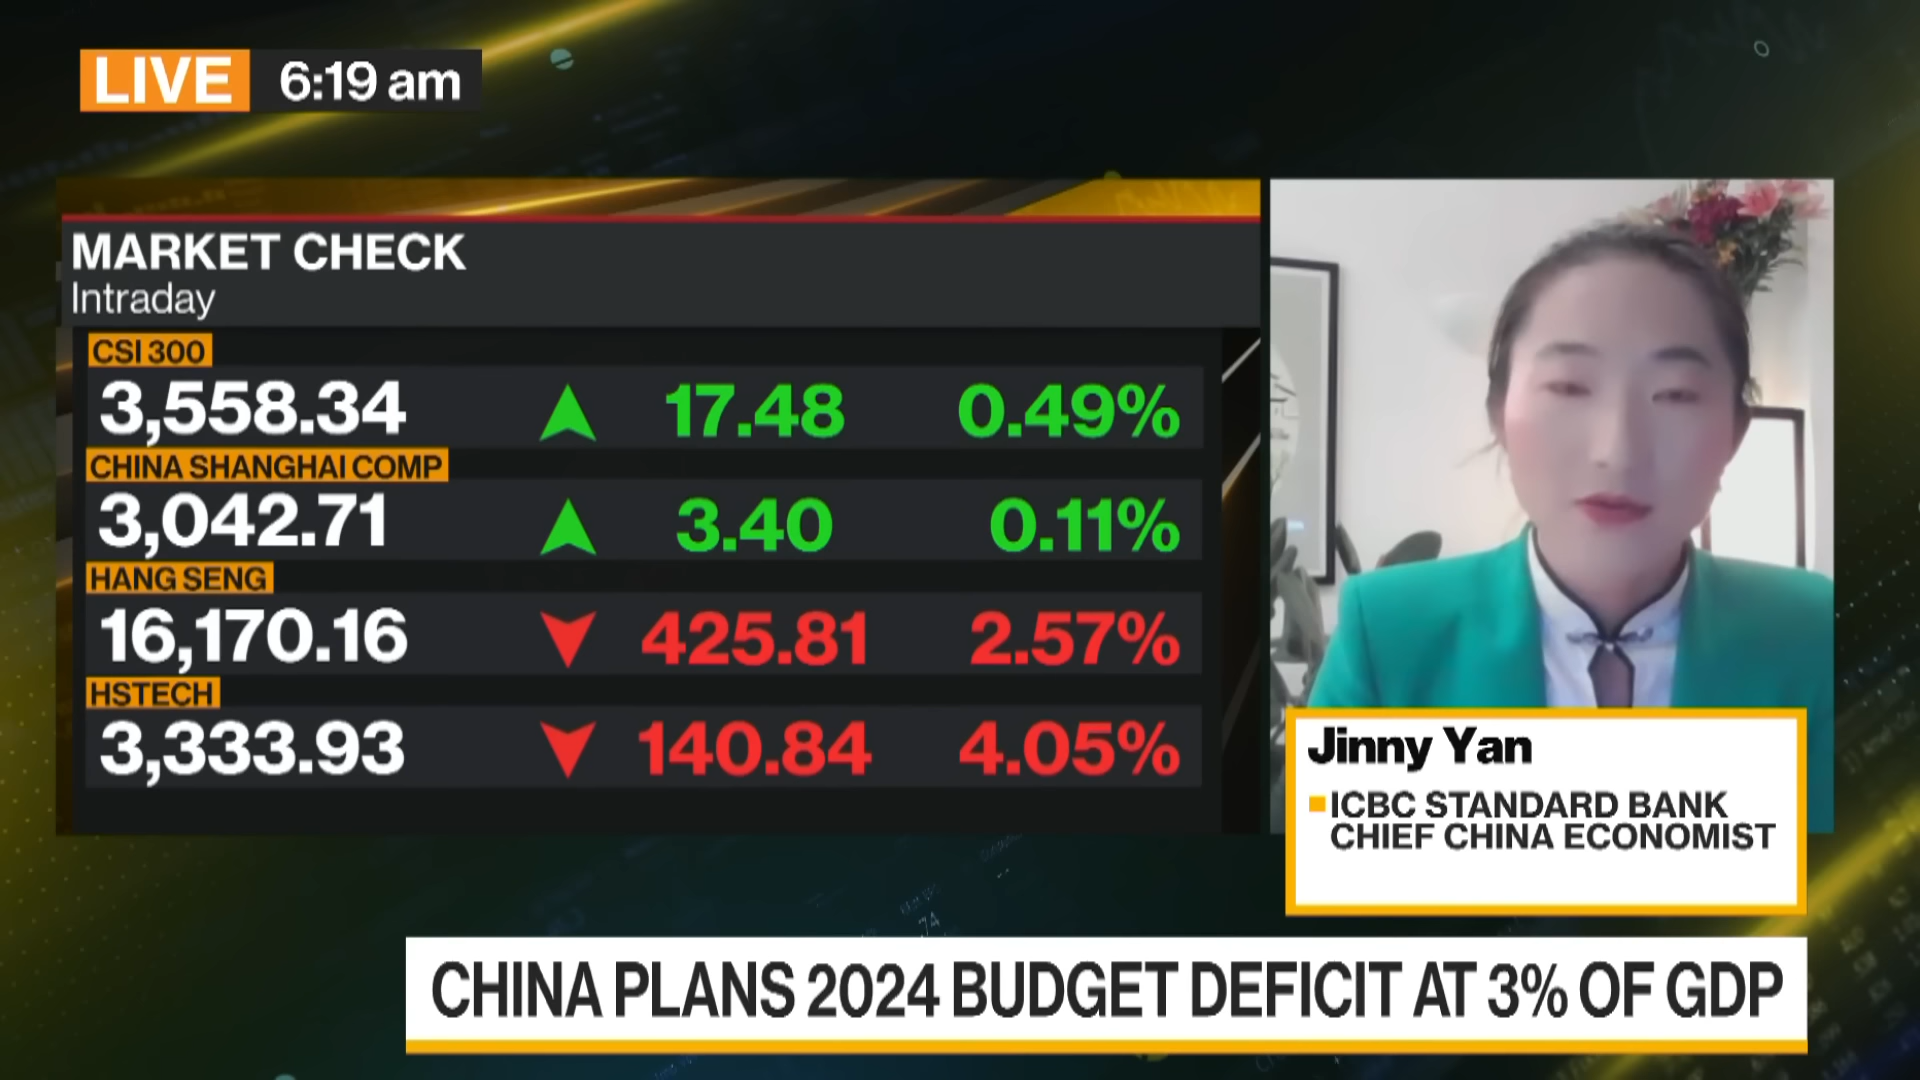 LIVE 6:19 am
MARKET CHECK
Intraday
CSI 300
3,558.34 17.48 0.49%
CHINA SHANGHAI COMP
3,042.71 3.40 0.11%
HANG SENG
16,170.16 425.81 2.57%
HSTECH
3,333.93 140.84 4.05%
Jinny Yan
ICBC STANDARD BANK
CHIEF CHINA ECONOMIST
CHINA PLANS 2024 BUDGET DEFICIT AT 3% OF GDP